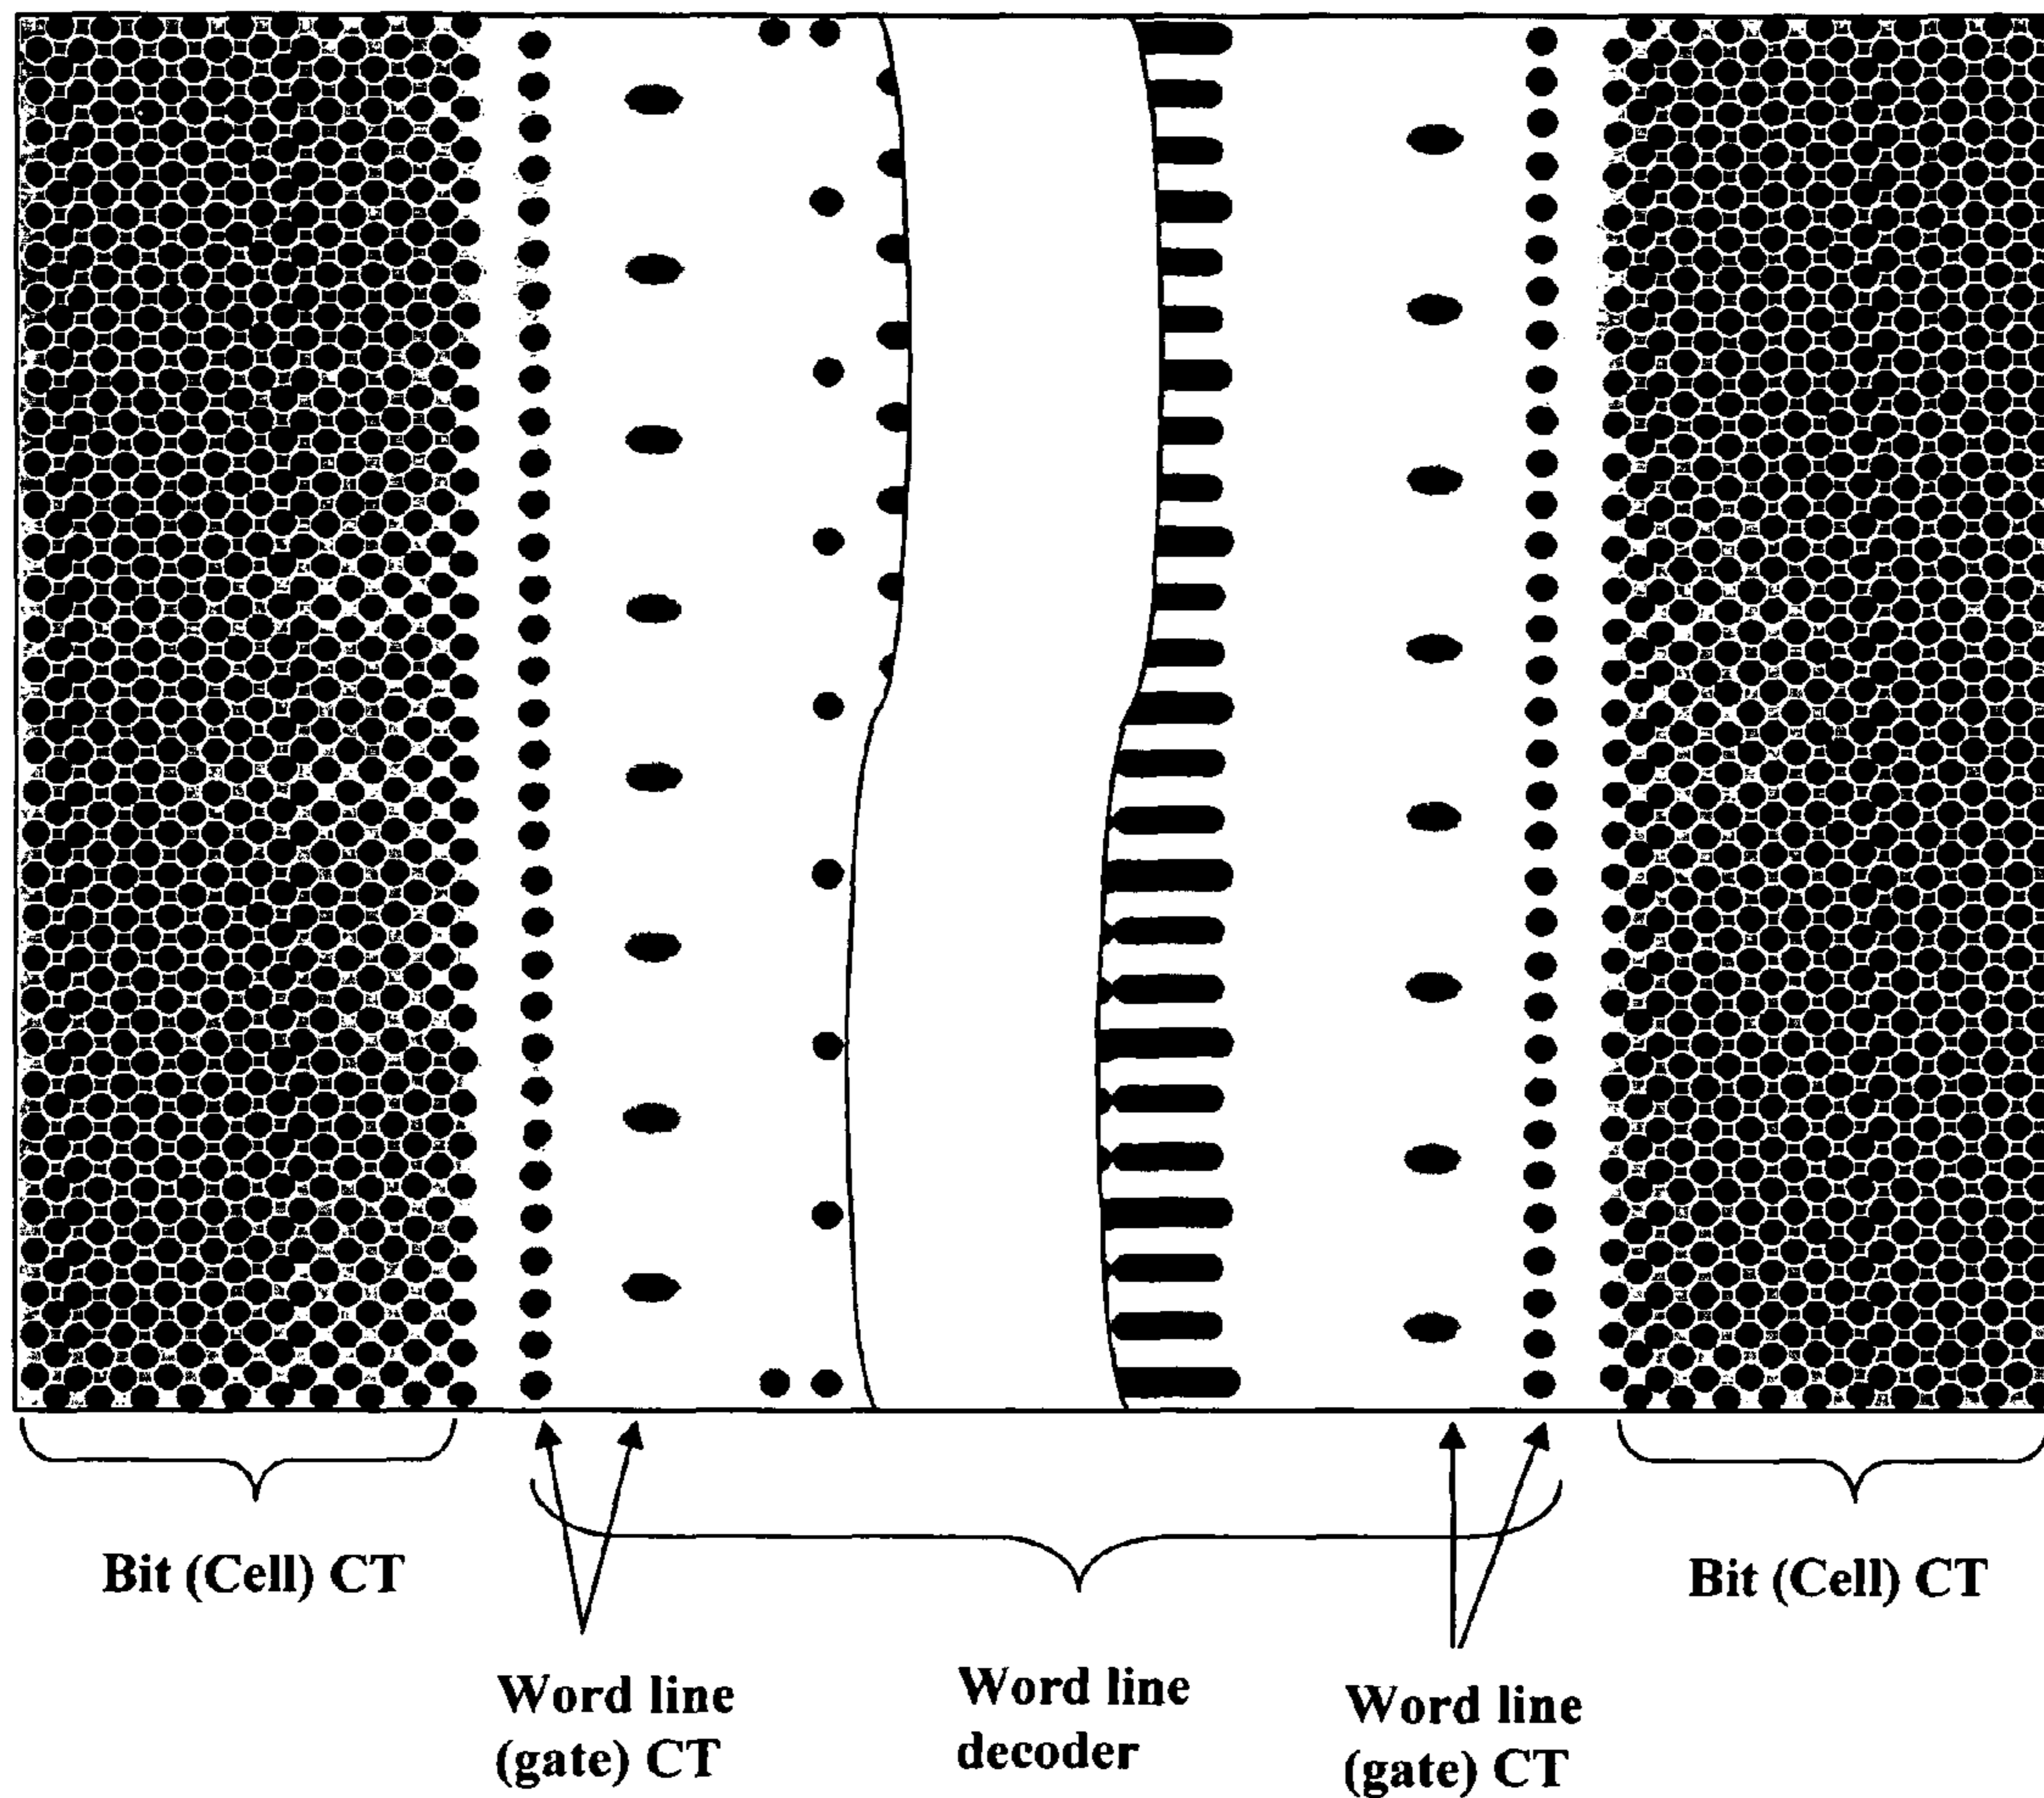 Bit (Cell) CT
Bit (Cell) CT
Word line
(gate) CT
Word line
decoder
Word line
(gate) CT